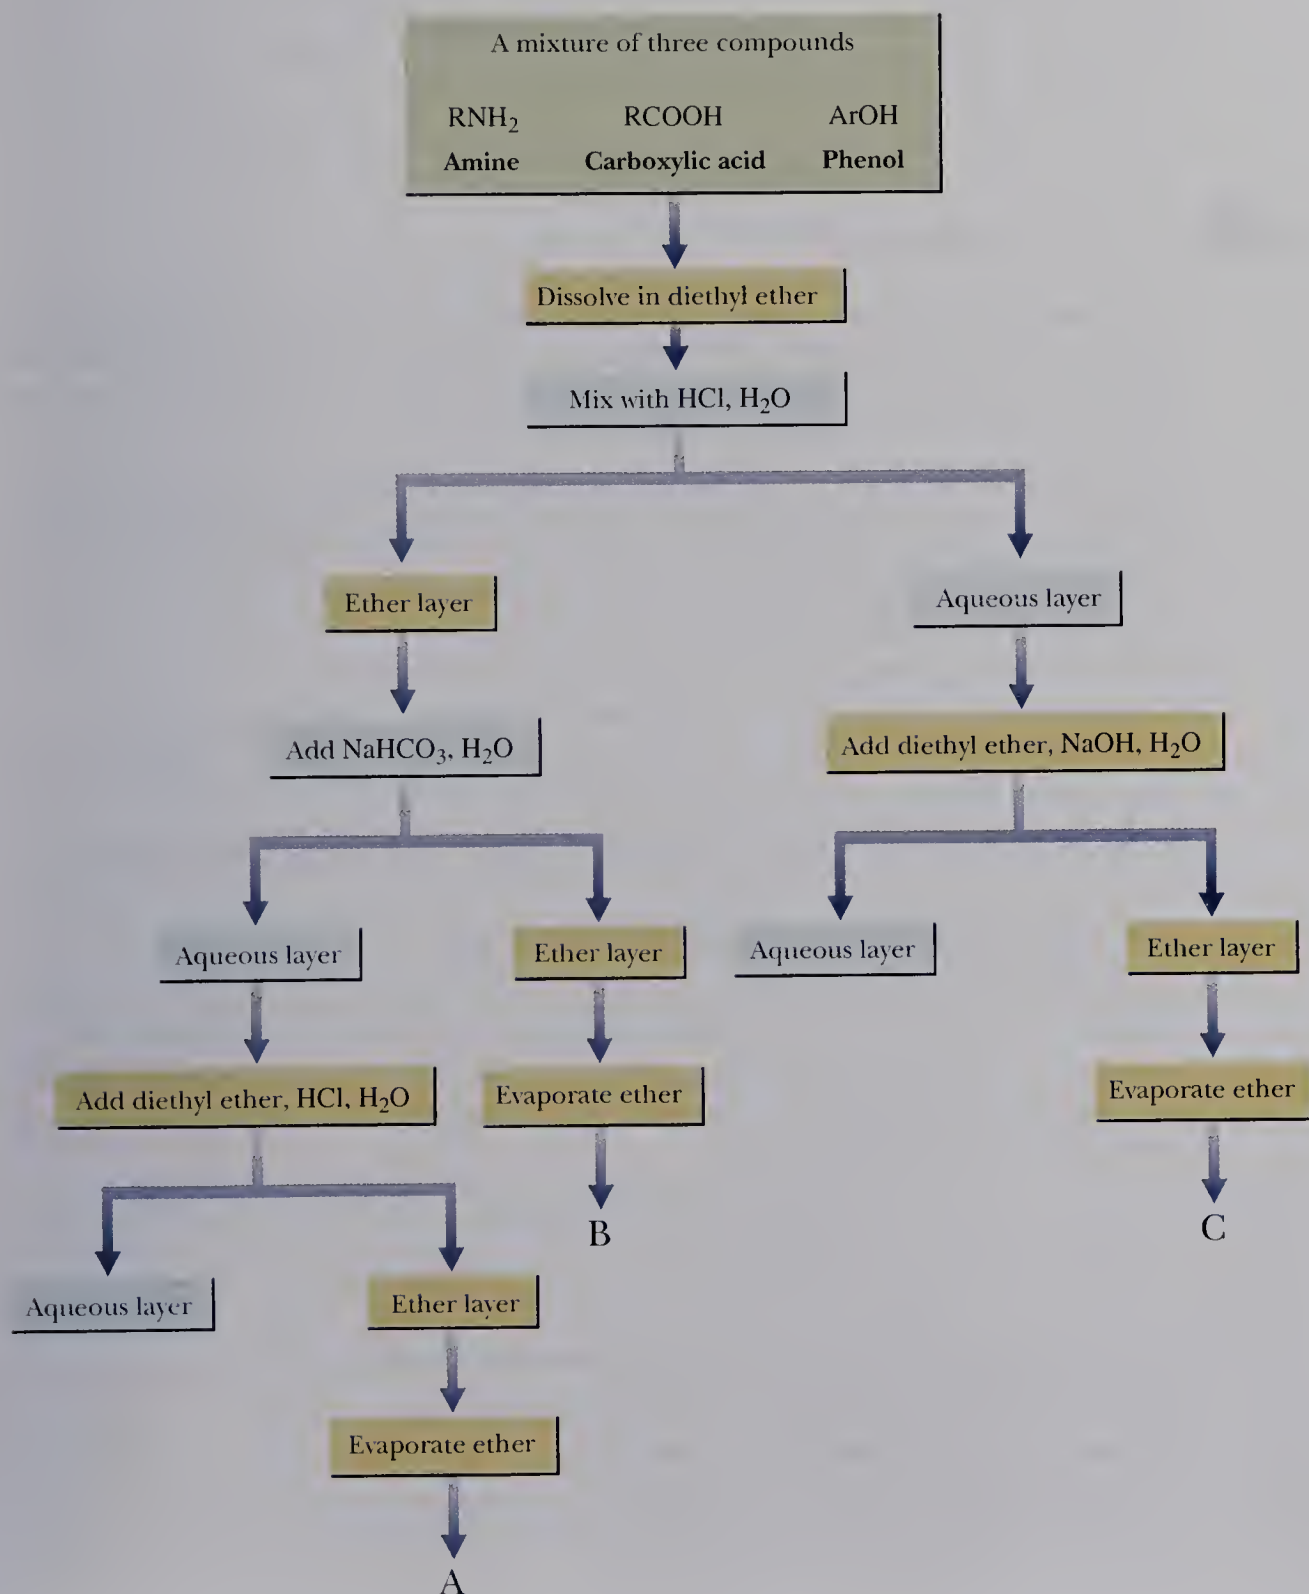 A mixture of three compounds
RNH₂ RCOOH ArOH
Amine Carboxylic acid Phenol
Dissolve in diethyl ether
Mix with HCl, H₂O
Ether layer
Aqueous layer
Add NaHCO₃, H₂O
Add diethyl ether, NaOH, H₂O
Aqueous layer
Ether layer
Aqueous layer
Ether layer
Add diethyl ether, HCl, H₂O
Evaporate ether
Evaporate ether
B
C
Aqueous layer
Ether layer
Evaporate ether
A